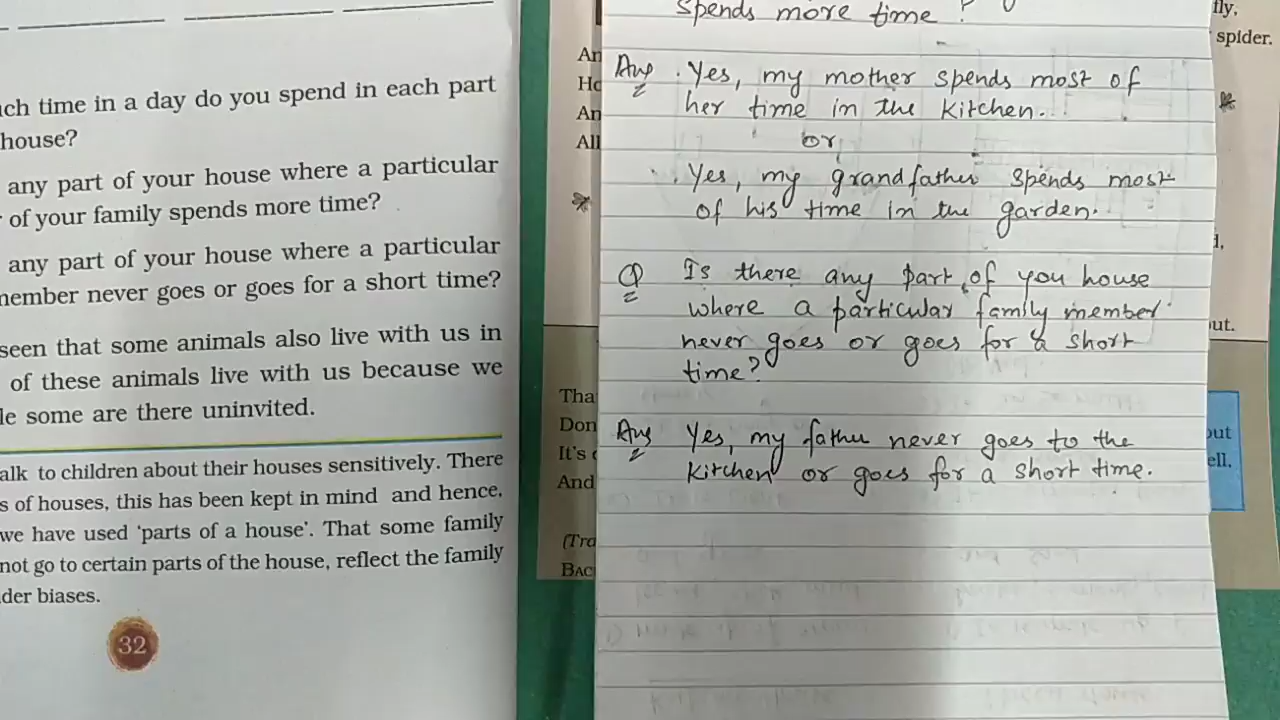 ch time in a day do you spend in each part
house?
any part of your house where a particular
of your family spends more time?
any part of your house where a particular
member never goes or goes for a short time?
seen that some animals also live with us in
of these animals live with us because we
le some are there uninvited.
alk to children about their houses sensitively. There
s of houses, this has been kept in mind and hence,
we have used 'parts of a house'. That some family
not go to certain parts of the house, reflect the family
der biases.
32
An
Ho
An
All
Tha
Don
It's
And
(Tra
BAC
spends more time?
Ans . Yes, my mother spends most of
her time in the kitchen..
or
. Yes, my grandfather spends most
of his time in the garden.
Q Is there any part of you house
where a particular family member
never goes or goes for a short
time?
Ans Yes, my father never goes to the
kitchen or goes for a short time.
fly,
spider.
d,
out.
out
ell.